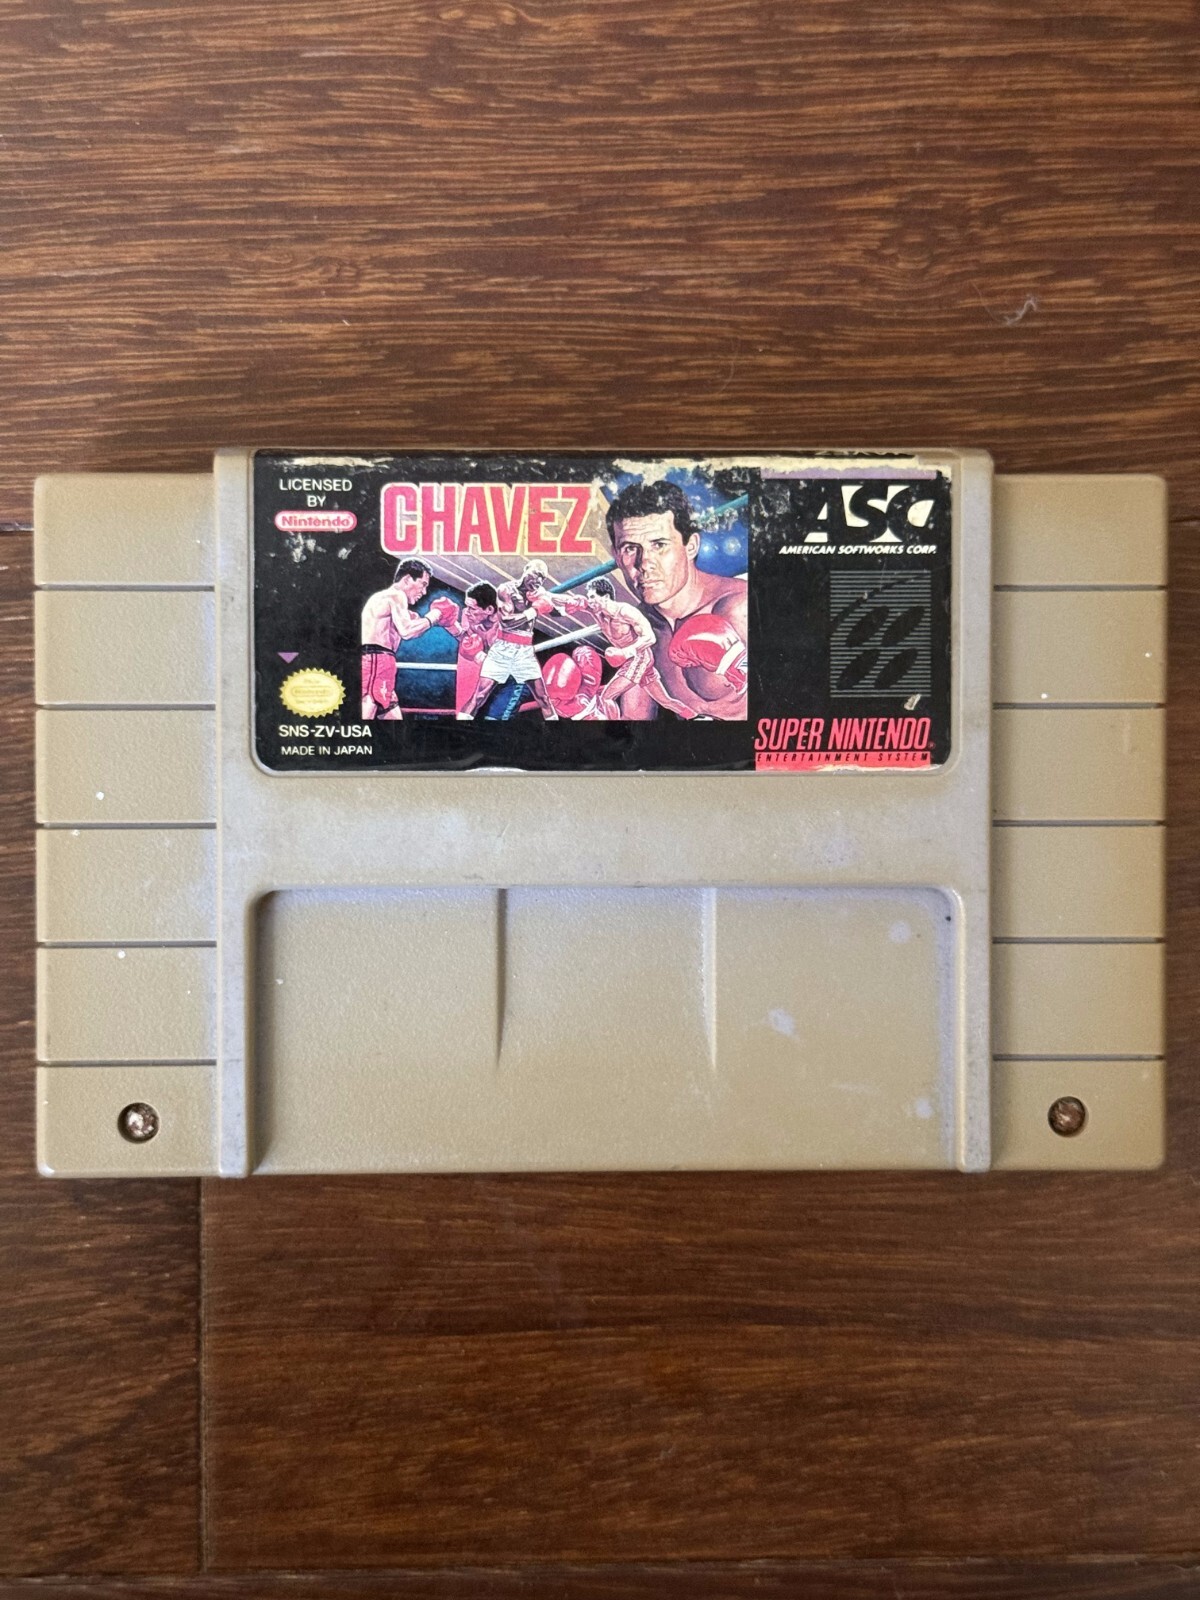 LICENSED
BY
Nintendo
CHAVEZ
ASC
AMERICAN SOFTWORKS CORP.
SNS-ZV-USA
MADE IN JAPAN
SUPER NINTENDO
ENTERTAINMENT SYSTEM